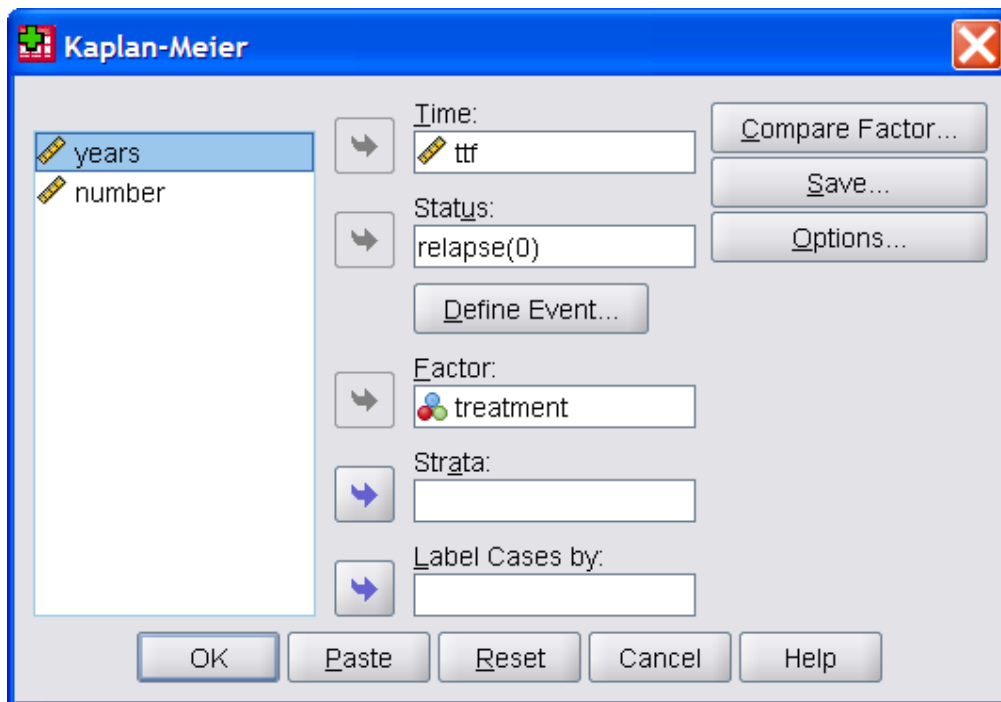 Kaplan-Meier
years
number
Time:
ttf
Status:
relapse(0)
Define Event...
Factor:
treatment
Strata:
Label Cases by:
Compare Factor...
Save...
Options...
OK
Paste
Reset
Cancel
Help